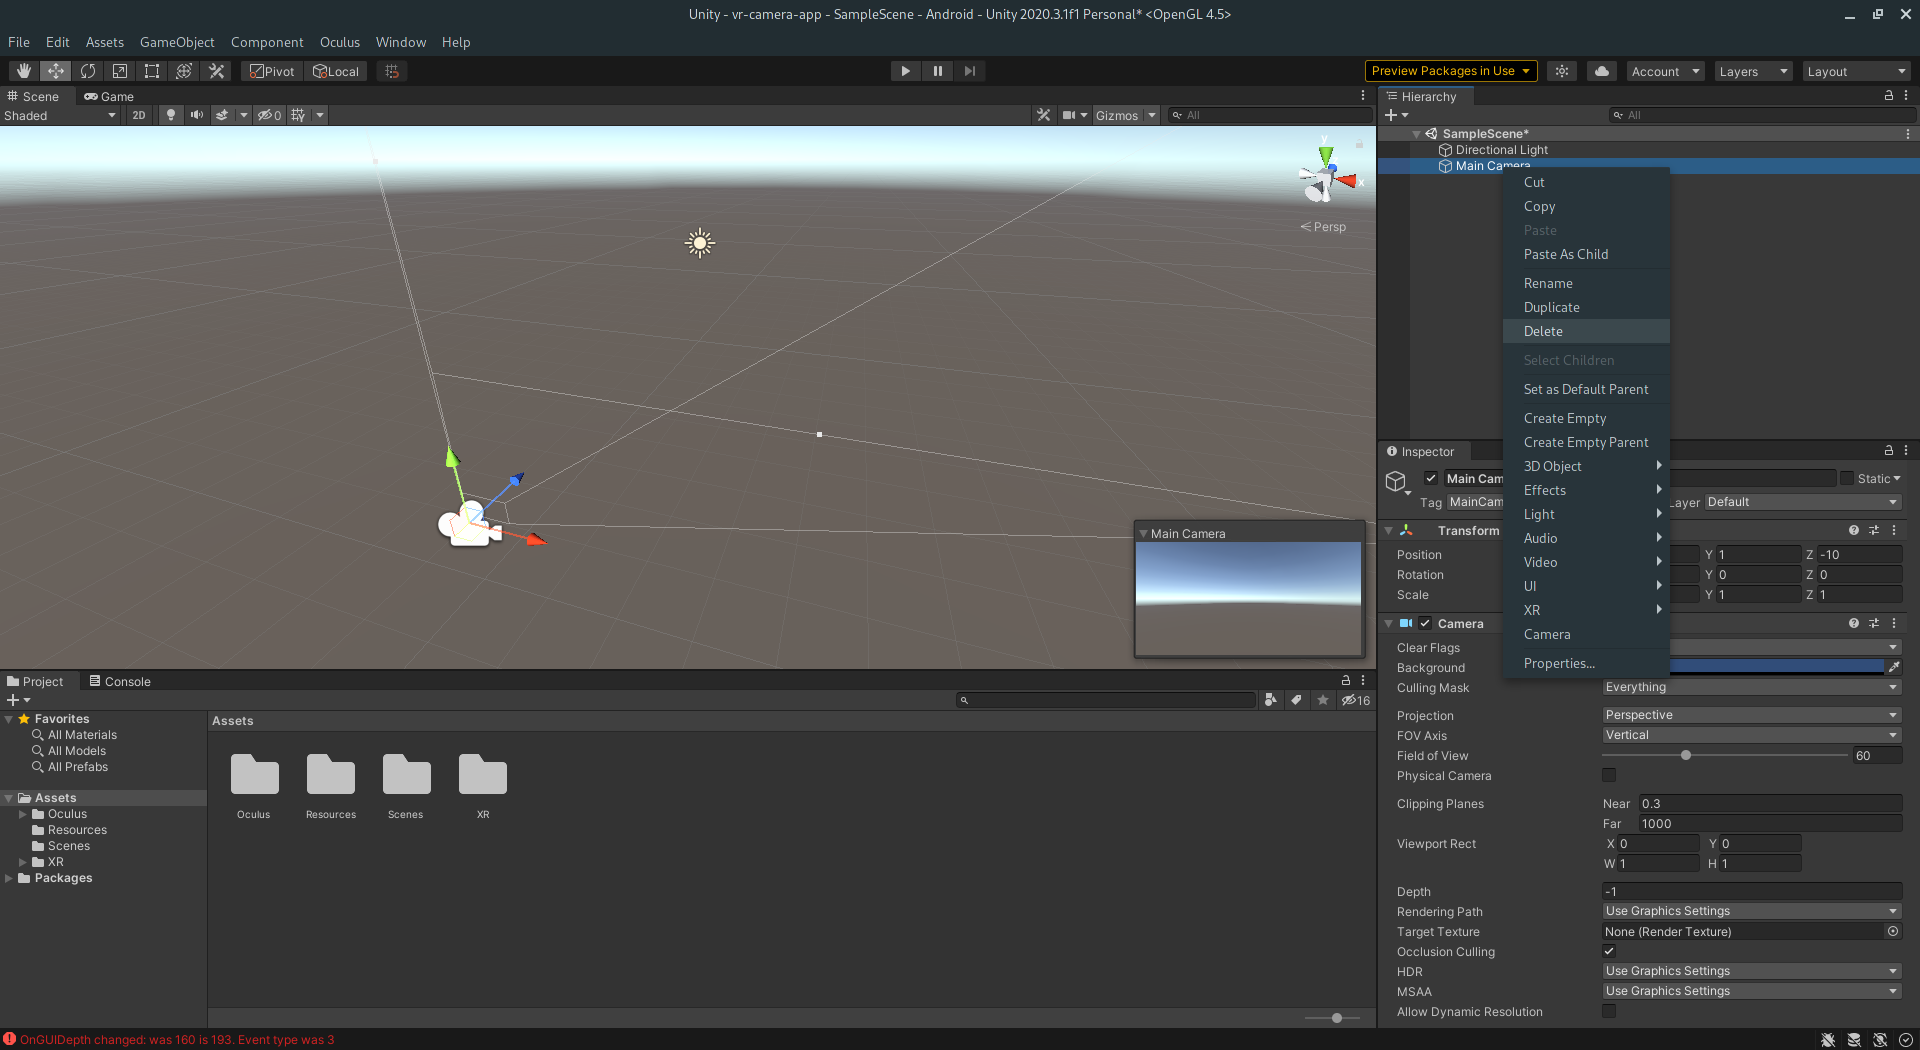 Unity - vr-camera-app - SampleScene - Android - Unity 2020.3.1f1 Personal* <OpenGL 4.5>
File Edit Assets GameObject Component Oculus Window Help
Pivot Local Preview Packages in Use Account Layers Layout
Scene Game
Shaded 2D 0 Gizmos All
y
x
Persp
Main Camera
Hierarchy
All
SampleScene*
Directional Light
Main Camera
Cut
Copy
Paste
Paste As Child
Rename
Duplicate
Delete
Select Children
Set as Default Parent
Create Empty
Create Empty Parent
3D Object
Effects
Light
Audio
Video
UI
XR
Camera
Properties...
Inspector
Main Cam Static
Tag MainCam Layer Default
Transform
Position Y 1 Z -10
Rotation Y 0 Z 0
Scale Y 1 Z 1
Camera
Clear Flags
Background
Culling Mask Everything
Projection Perspective
FOV Axis Vertical
Field of View 60
Physical Camera
Clipping Planes Near 0.3
Far 1000
Viewport Rect X 0 Y 0
W 1 H 1
Depth -1
Rendering Path Use Graphics Settings
Target Texture None (Render Texture)
Occlusion Culling
HDR Use Graphics Settings
MSAA Use Graphics Settings
Allow Dynamic Resolution
Project Console
16
Favorites
All Materials
All Models
All Prefabs
Assets
Oculus
Resources
Scenes
XR
Packages
Assets
Oculus Resources Scenes XR
OnGUIDepth changed: was 160 is 193. Event type was 3